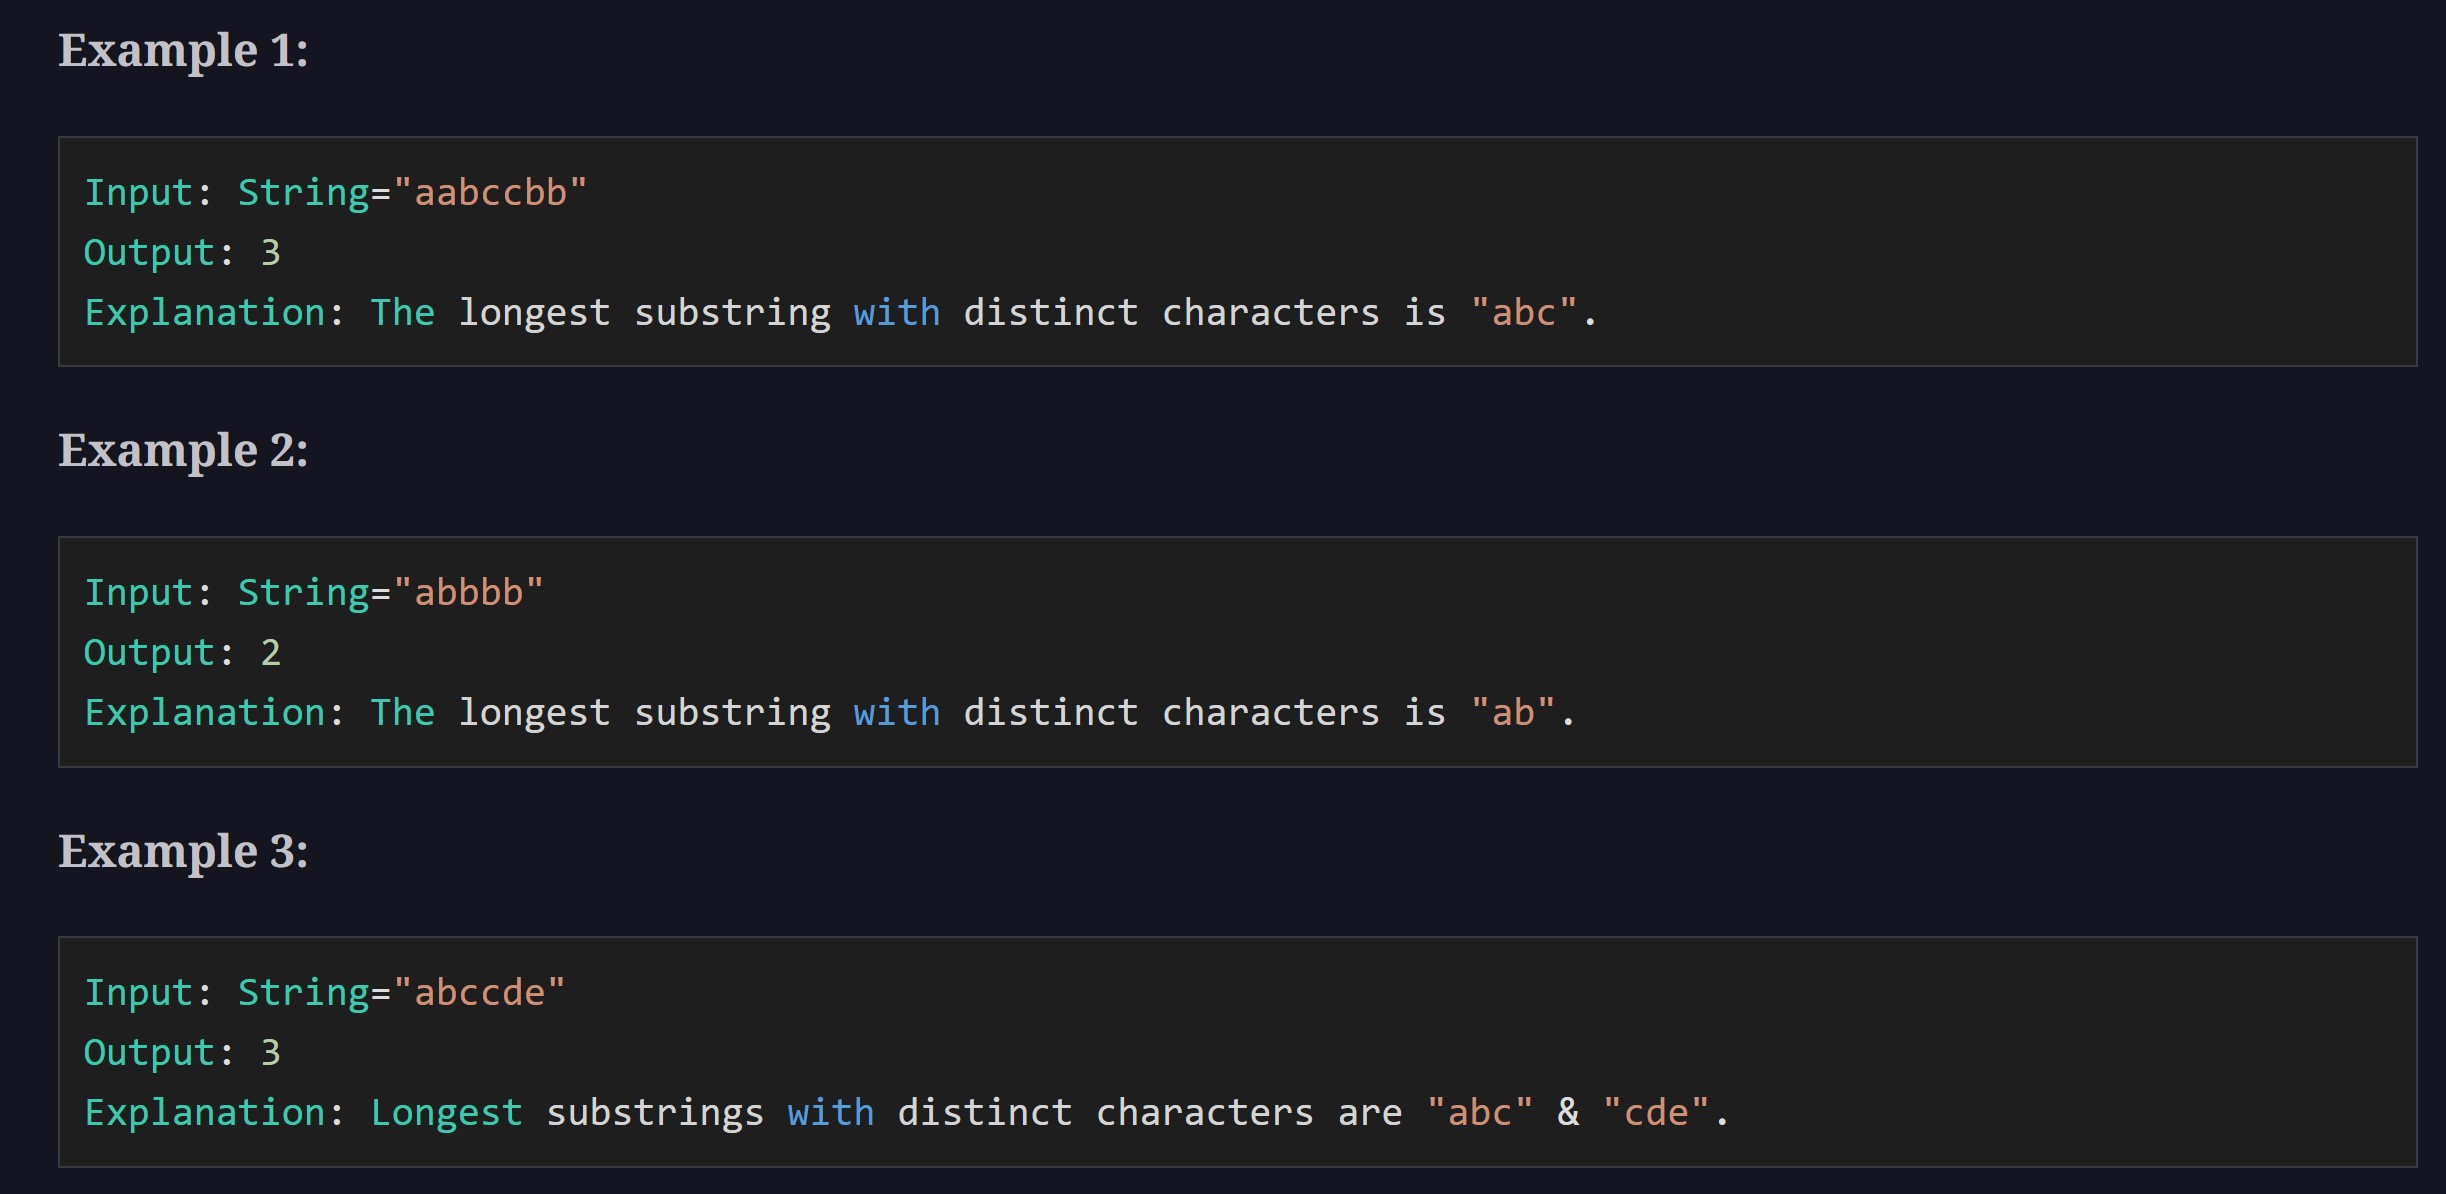 Example 1:
Input: String="aabccbb"
Output: 3
Explanation: The longest substring with distinct characters is "abc".
Example 2:
Input: String="abbbb"
Output: 2
Explanation: The longest substring with distinct characters is "ab".
Example 3:
Input: String="abccde"
Output: 3
Explanation: Longest substrings with distinct characters are "abc" & "cde".